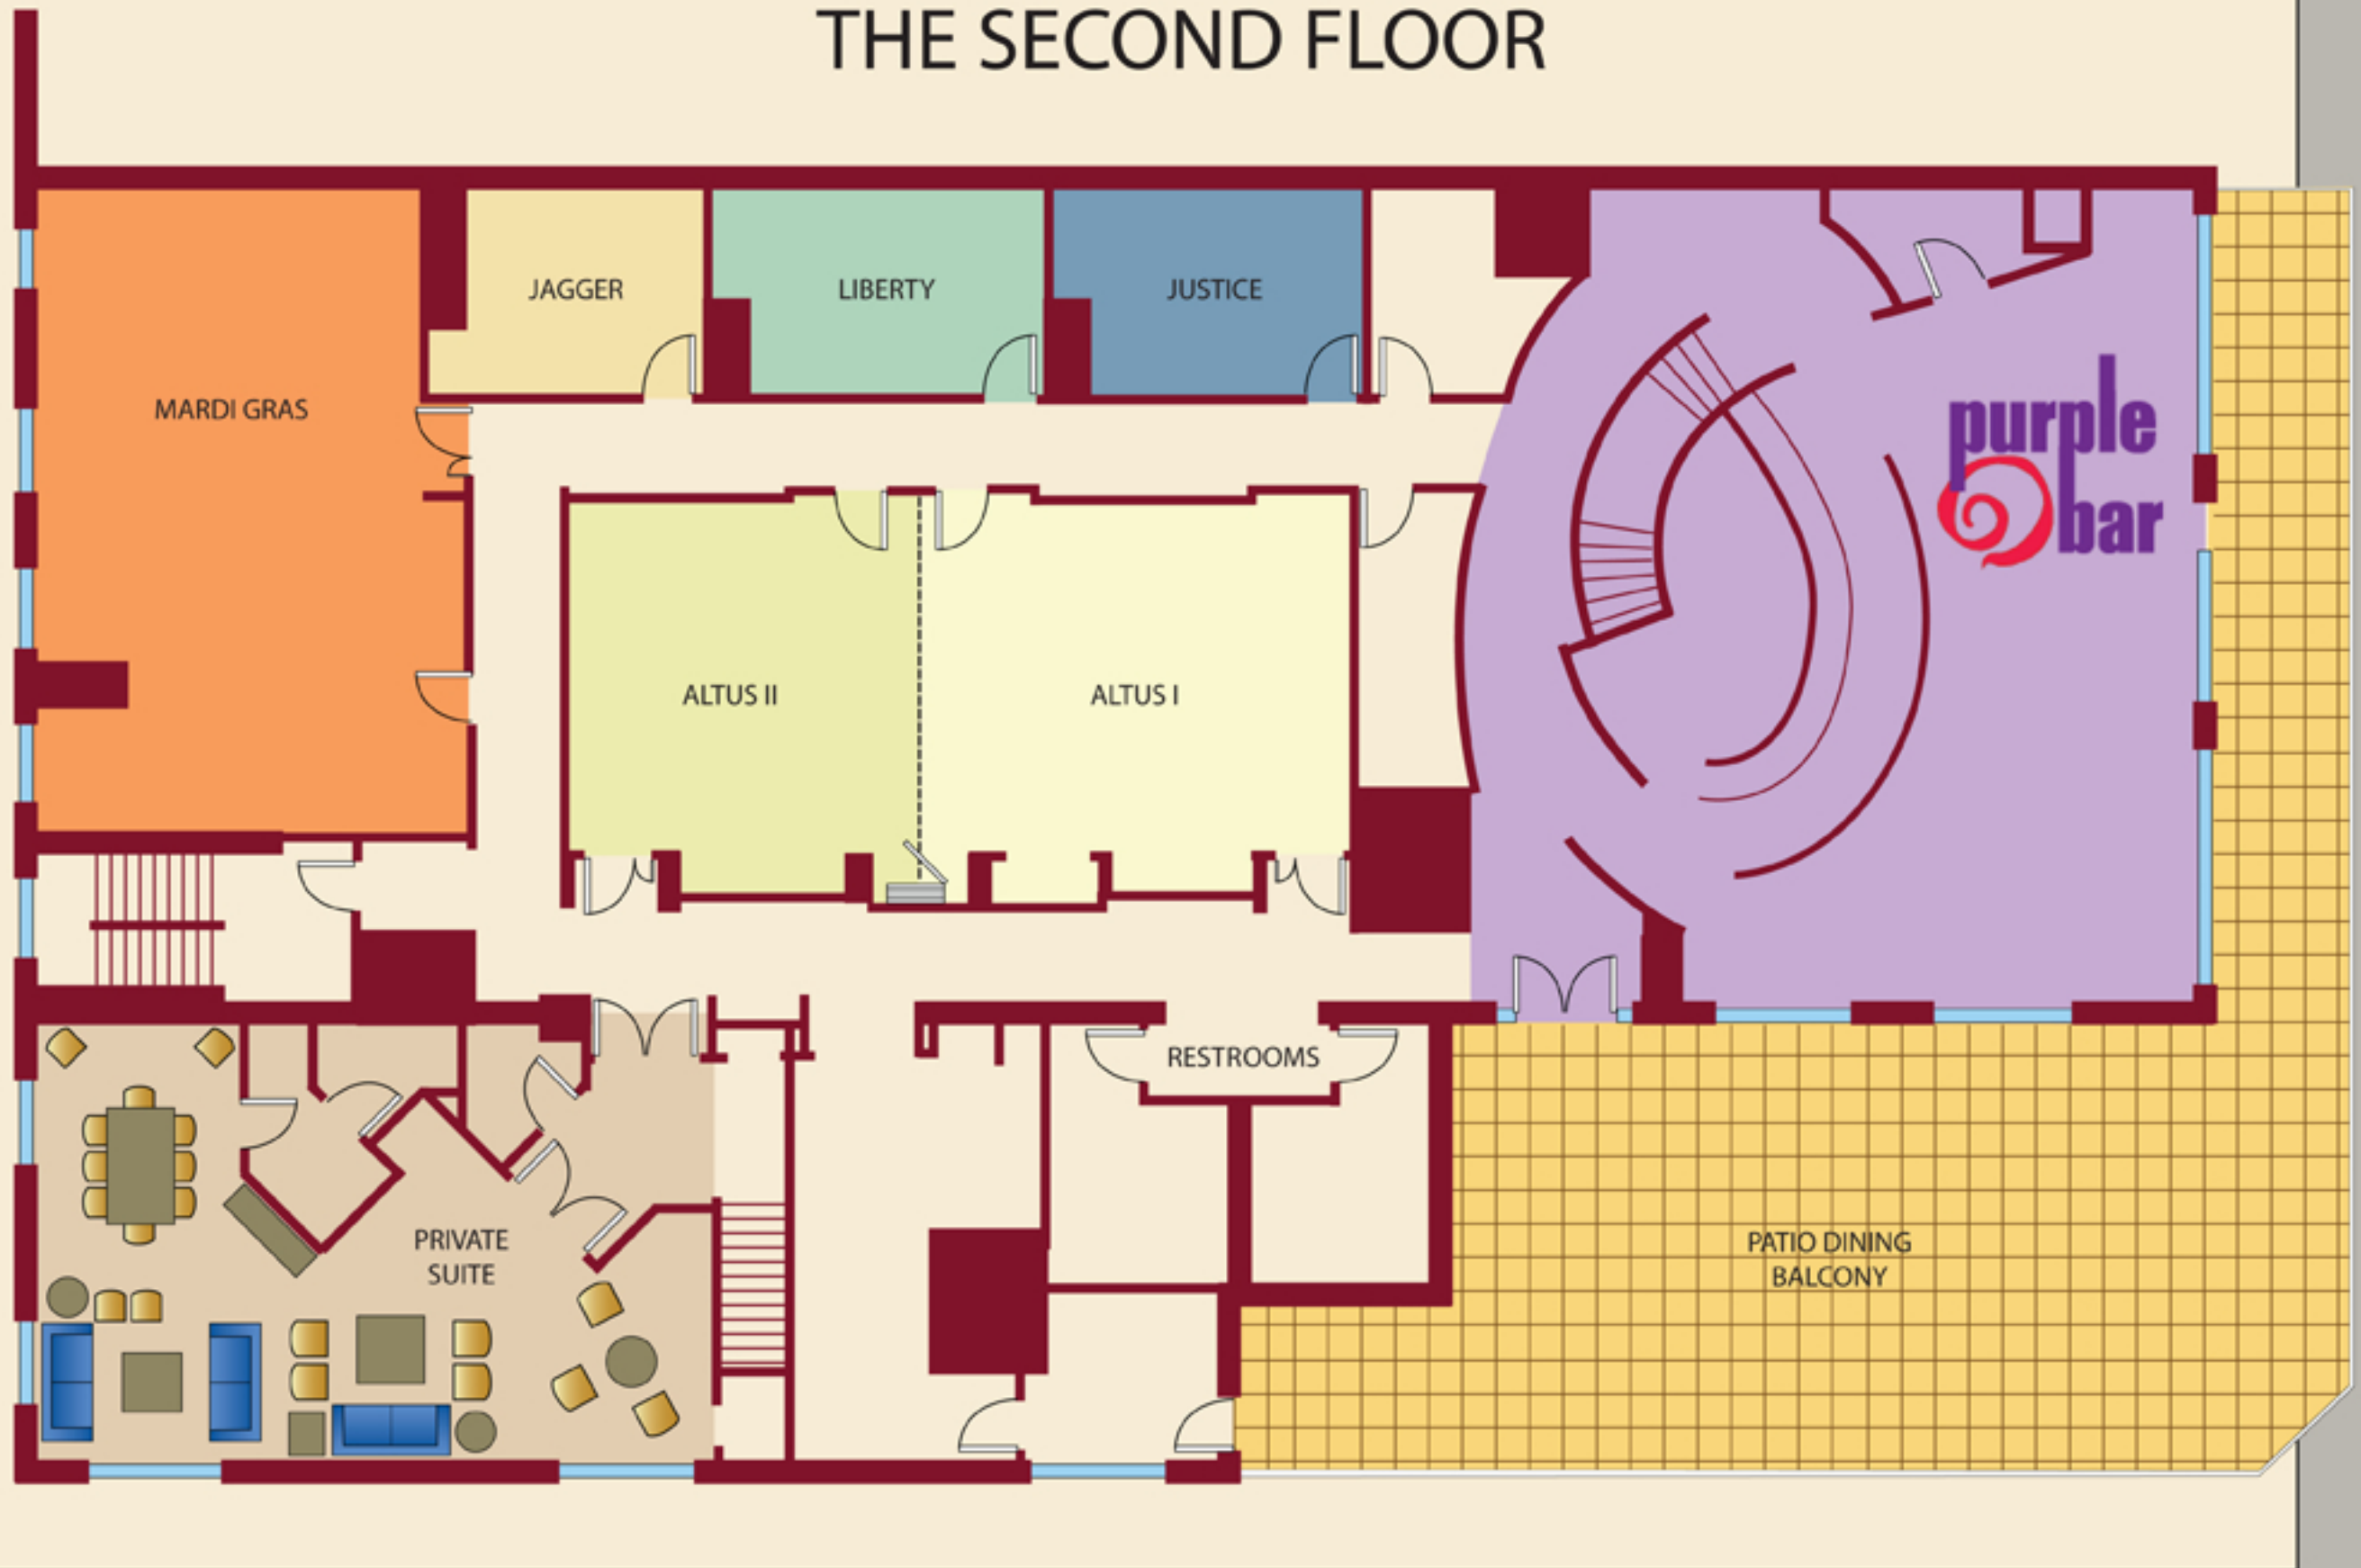 THE SECOND FLOOR
JAGGER
LIBERTY
JUSTICE
MARDI GRAS
purple
bar
ALTUS II
ALTUS I
RESTROOMS
PRIVATE
SUITE
PATIO DINING
BALCONY